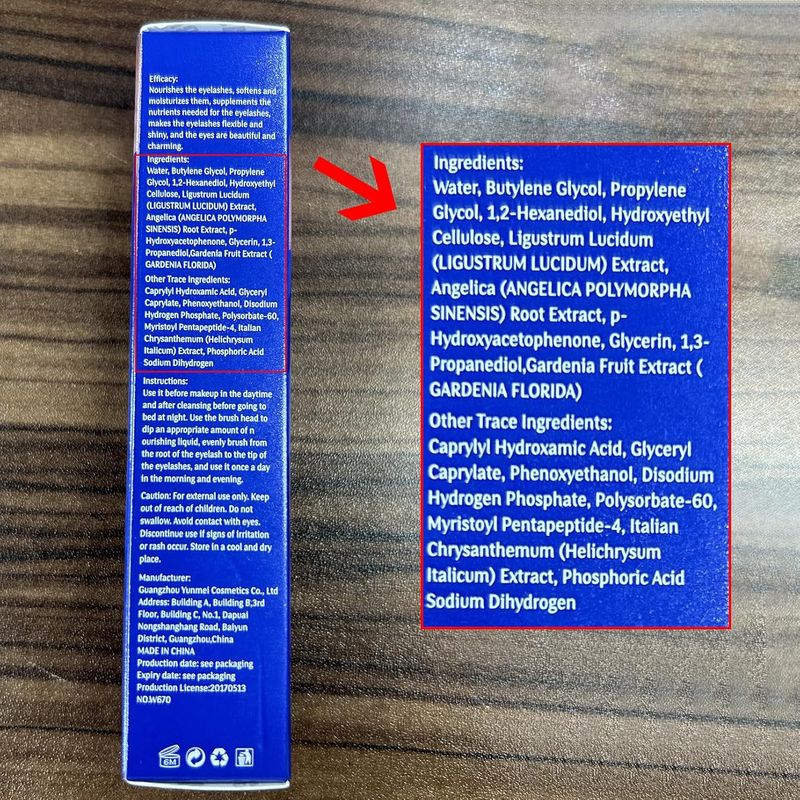 Efficacy:
Nourishes the eyelashes, softens and
moisturizes them, supplements the
nutrients needed for the eyelashes,
makes the eyelashes flexible and
shiny, and the eyes are beautiful and
charming.
Ingredients:
Water, Butylene Glycol, Propylene
Glycol, 1,2-Hexanediol, Hydroxyethyl
Cellulose, Ligustrum Lucidum
(LIGUSTRUM LUCIDUM) Extract,
Angelica (ANGELICA POLYMORPHA
SINENSIS) Root Extract, p-
Hydroxyacetophenone, Glycerin, 1,3-
Propanediol,Gardenia Fruit Extract (
GARDENIA FLORIDA)
Other Trace Ingredients:
Caprylyl Hydroxamic Acid, Glyceryl
Caprylate, Phenoxyethanol, Disodium
Hydrogen Phosphate, Polysorbate-60,
Myristoyl Pentapeptide-4, Italian
Chrysanthemum (Helichrysum
Italicum) Extract, Phosphoric Acid
Sodium Dihydrogen
Instructions:
Use it before makeup in the daytime
and after cleansing before going to
bed at night. Use the brush head to
dip an appropriate amount of n
ourishing liquid, evenly brush from
the root of the eyelash to the tip of
the eyelashes, and use it once a day
in the morning and evening.
Caution: For external use only. Keep
out of reach of children. Do not
swallow. Avoid contact with eyes.
Discontinue use if signs of irritation
or rash occur. Store in a cool and dry
place.
Manufacturer:
Guangzhou Yunmei Cosmetics Co., Ltd
Address: Building A, Building B,3rd
Floor, Building C, No.1, Dapuai
Nongshanghang Road, Baiyun
District, Guangzhou,China
MADE IN CHINA
Production date: see packaging
Expiry date: see packaging
Production License:20170513
NO.W670
6M
Ingredients:
Water, Butylene Glycol, Propylene
Glycol, 1,2-Hexanediol, Hydroxyethyl
Cellulose, Ligustrum Lucidum
(LIGUSTRUM LUCIDUM) Extract,
Angelica (ANGELICA POLYMORPHA
SINENSIS) Root Extract, p-
Hydroxyacetophenone, Glycerin, 1,3-
Propanediol,Gardenia Fruit Extract (
GARDENIA FLORIDA)
Other Trace Ingredients:
Caprylyl Hydroxamic Acid, Glyceryl
Caprylate, Phenoxyethanol, Disodium
Hydrogen Phosphate, Polysorbate-60,
Myristoyl Pentapeptide-4, Italian
Chrysanthemum (Helichrysum
Italicum) Extract, Phosphoric Acid
Sodium Dihydrogen